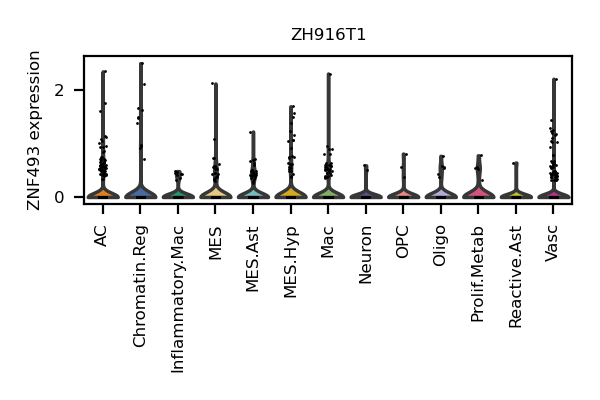 ZH916T1
ZNF493 expression
2
0
AC
Chromatin.Reg
Inflammatory.Mac
MES
MES.Ast
MES.Hyp
Mac
Neuron
OPC
Oligo
Prolif.Metab
Reactive.Ast
Vasc